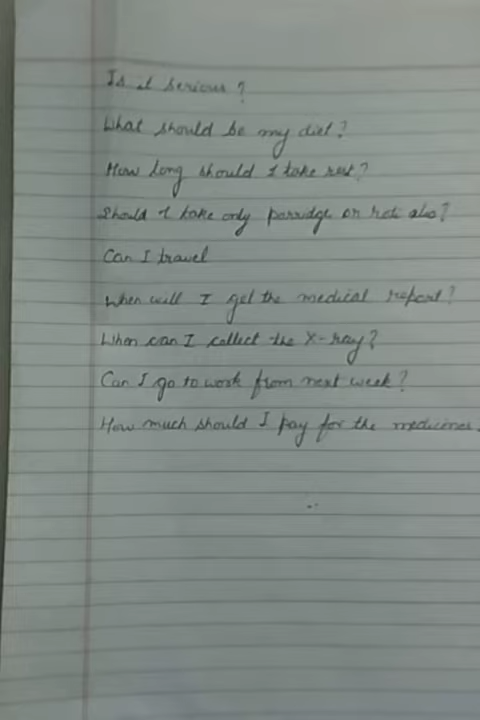 Is it serious?
What should be my diet?
How long should I take rest?
Should I take only porridge or roti also?
Can I travel
When will I get the medical report?
When can I collect the X-ray?
Can I go to work from next week?
How much should I pay for the medicines.